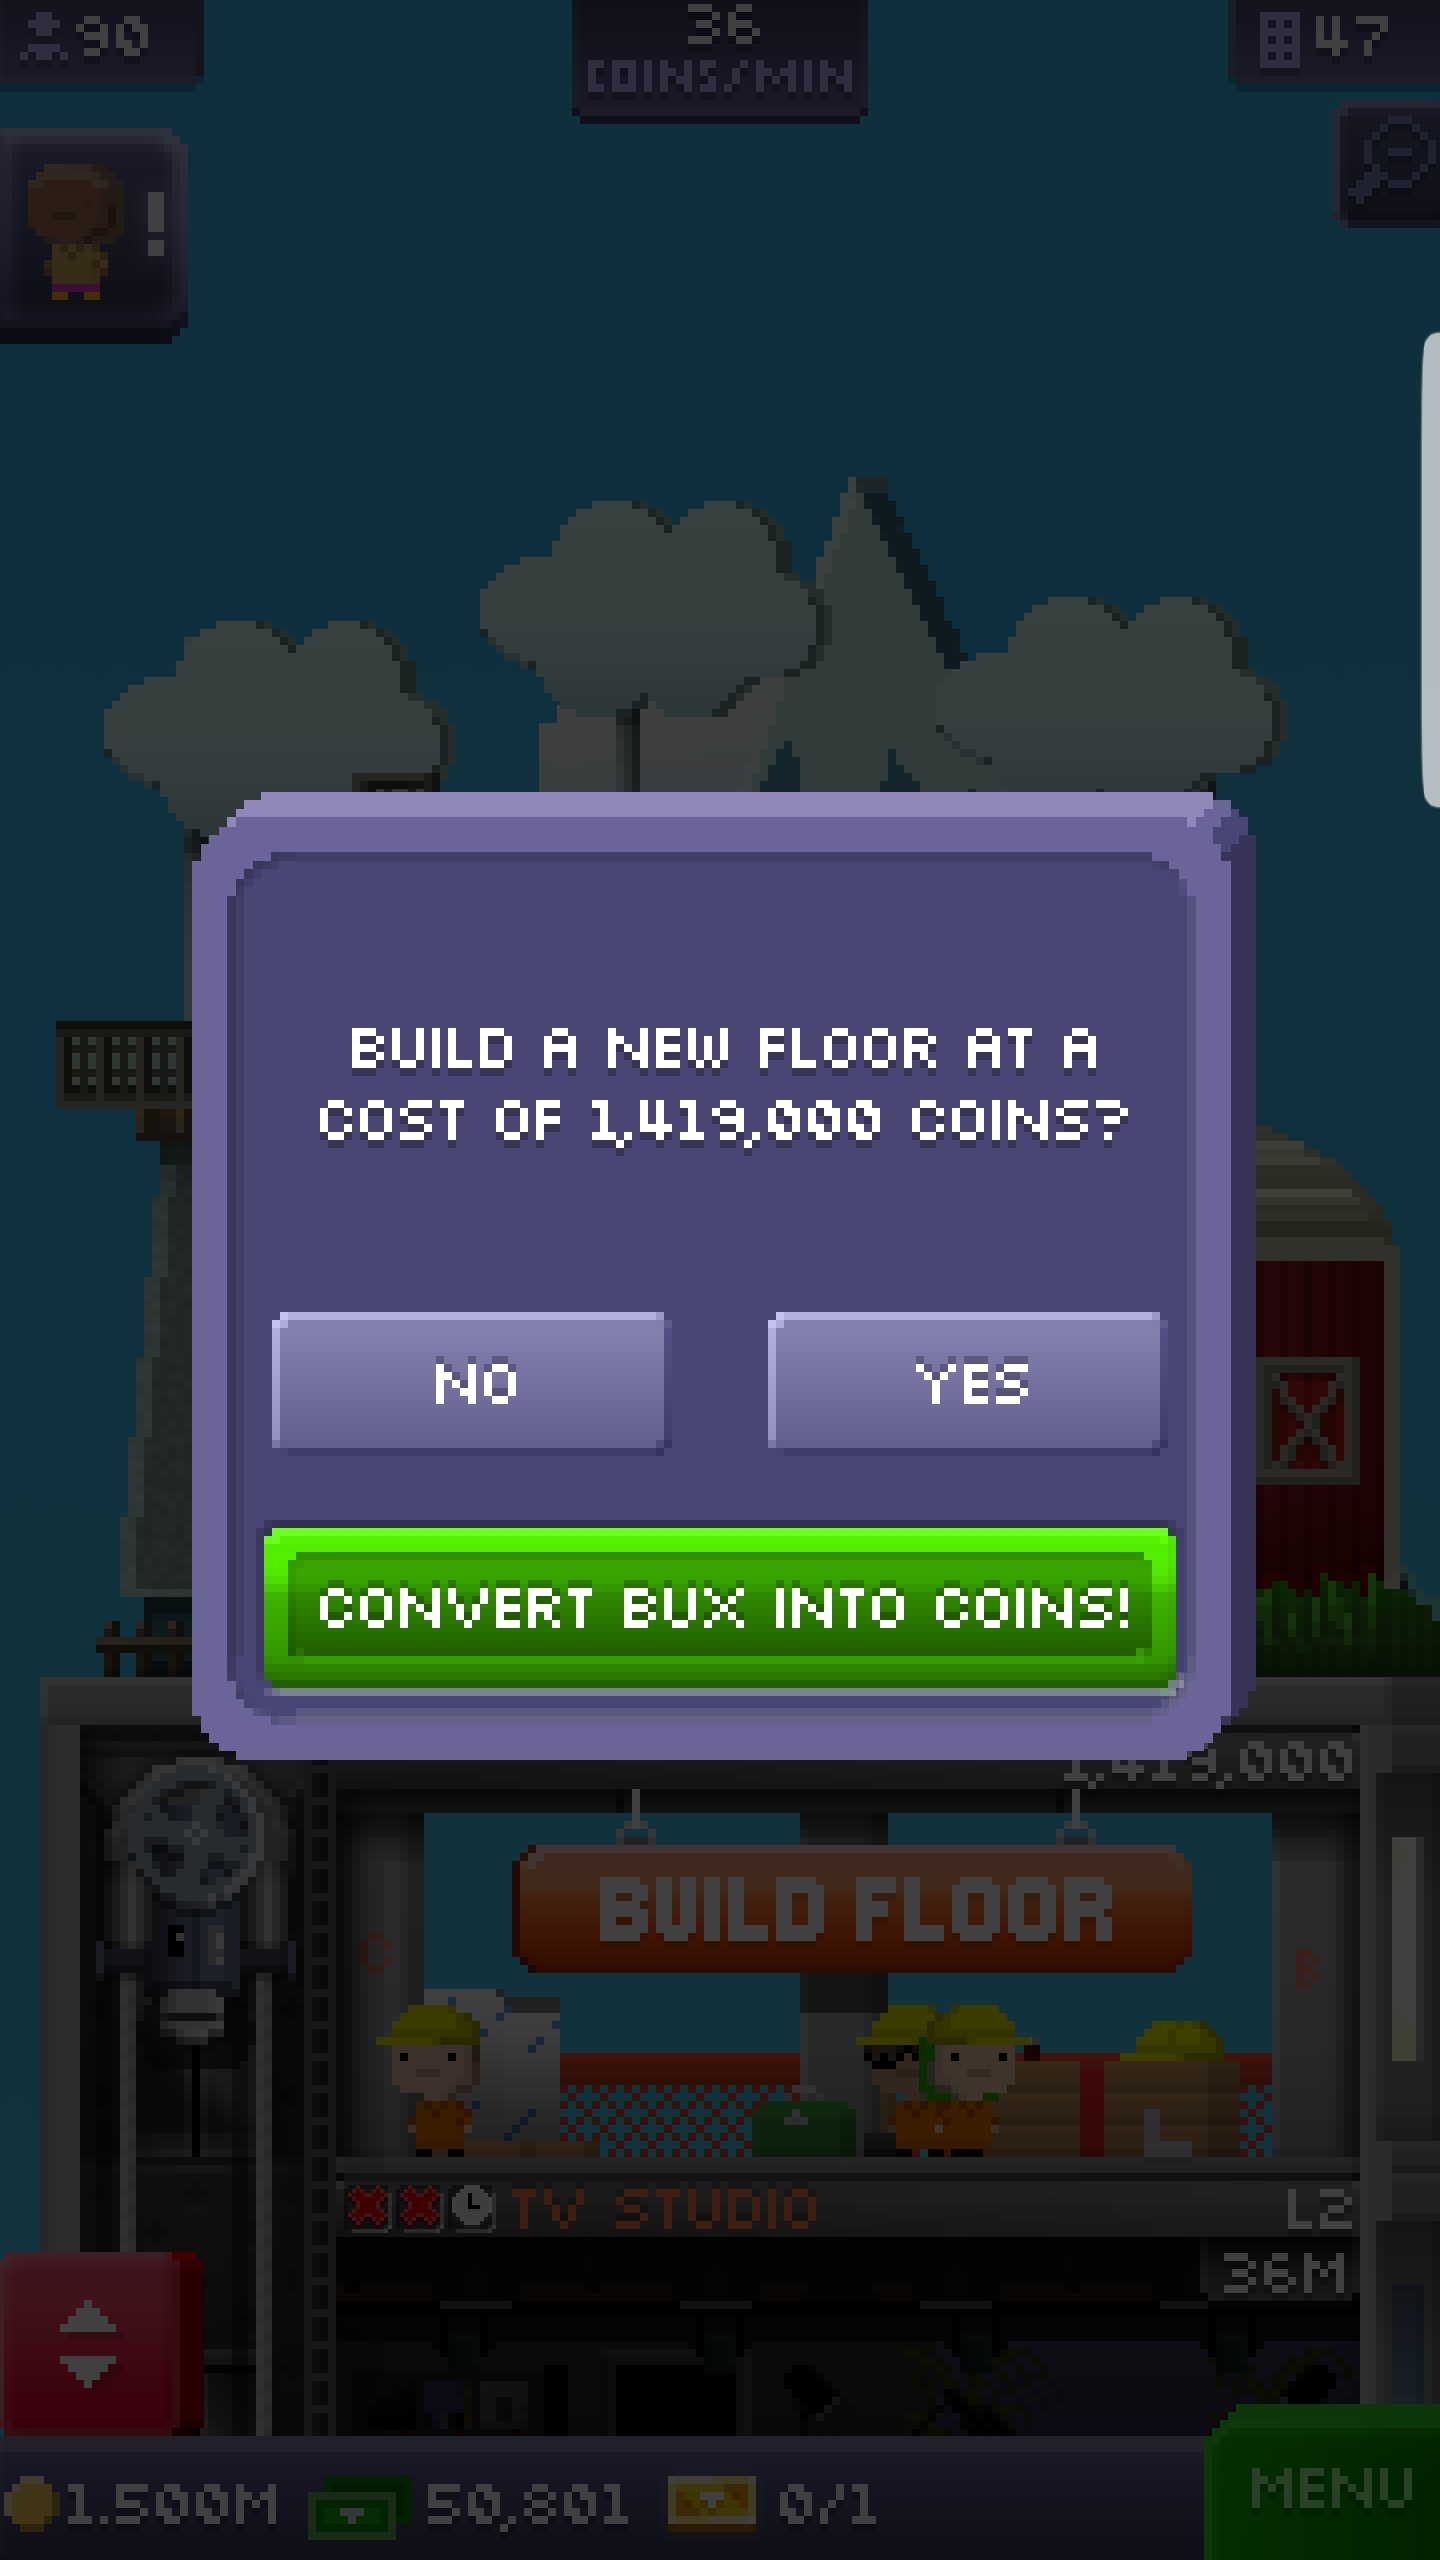 90
36
COINS/MIN
47
!
BUILD A NEW FLOOR AT A
COST OF 1,419,000 COINS?
NO
YES
CONVERT BUX INTO COINS!
1,419,000
BUILD FLOOR
C
B
L
TV STUDIO
L2
36M
1.500M
50,801
0/1
MENU